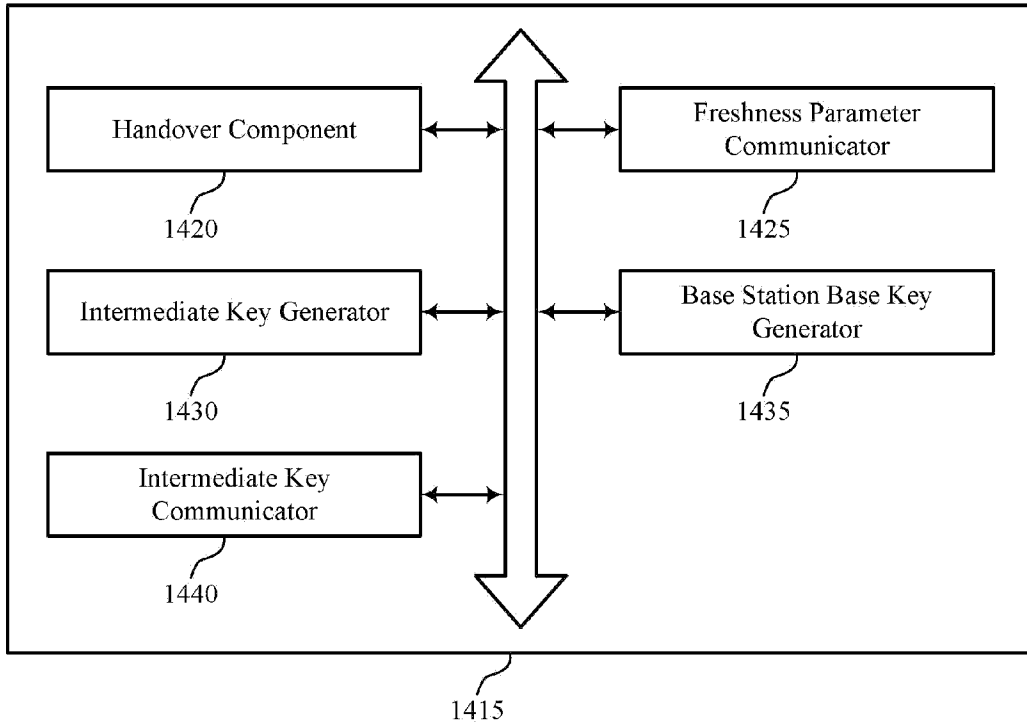 Handover Component
1420
Freshness Parameter
Communicator
1425
Intermediate Key Generator
1430
Base Station Base Key
Generator
1435
Intermediate Key
Communicator
1440
1415